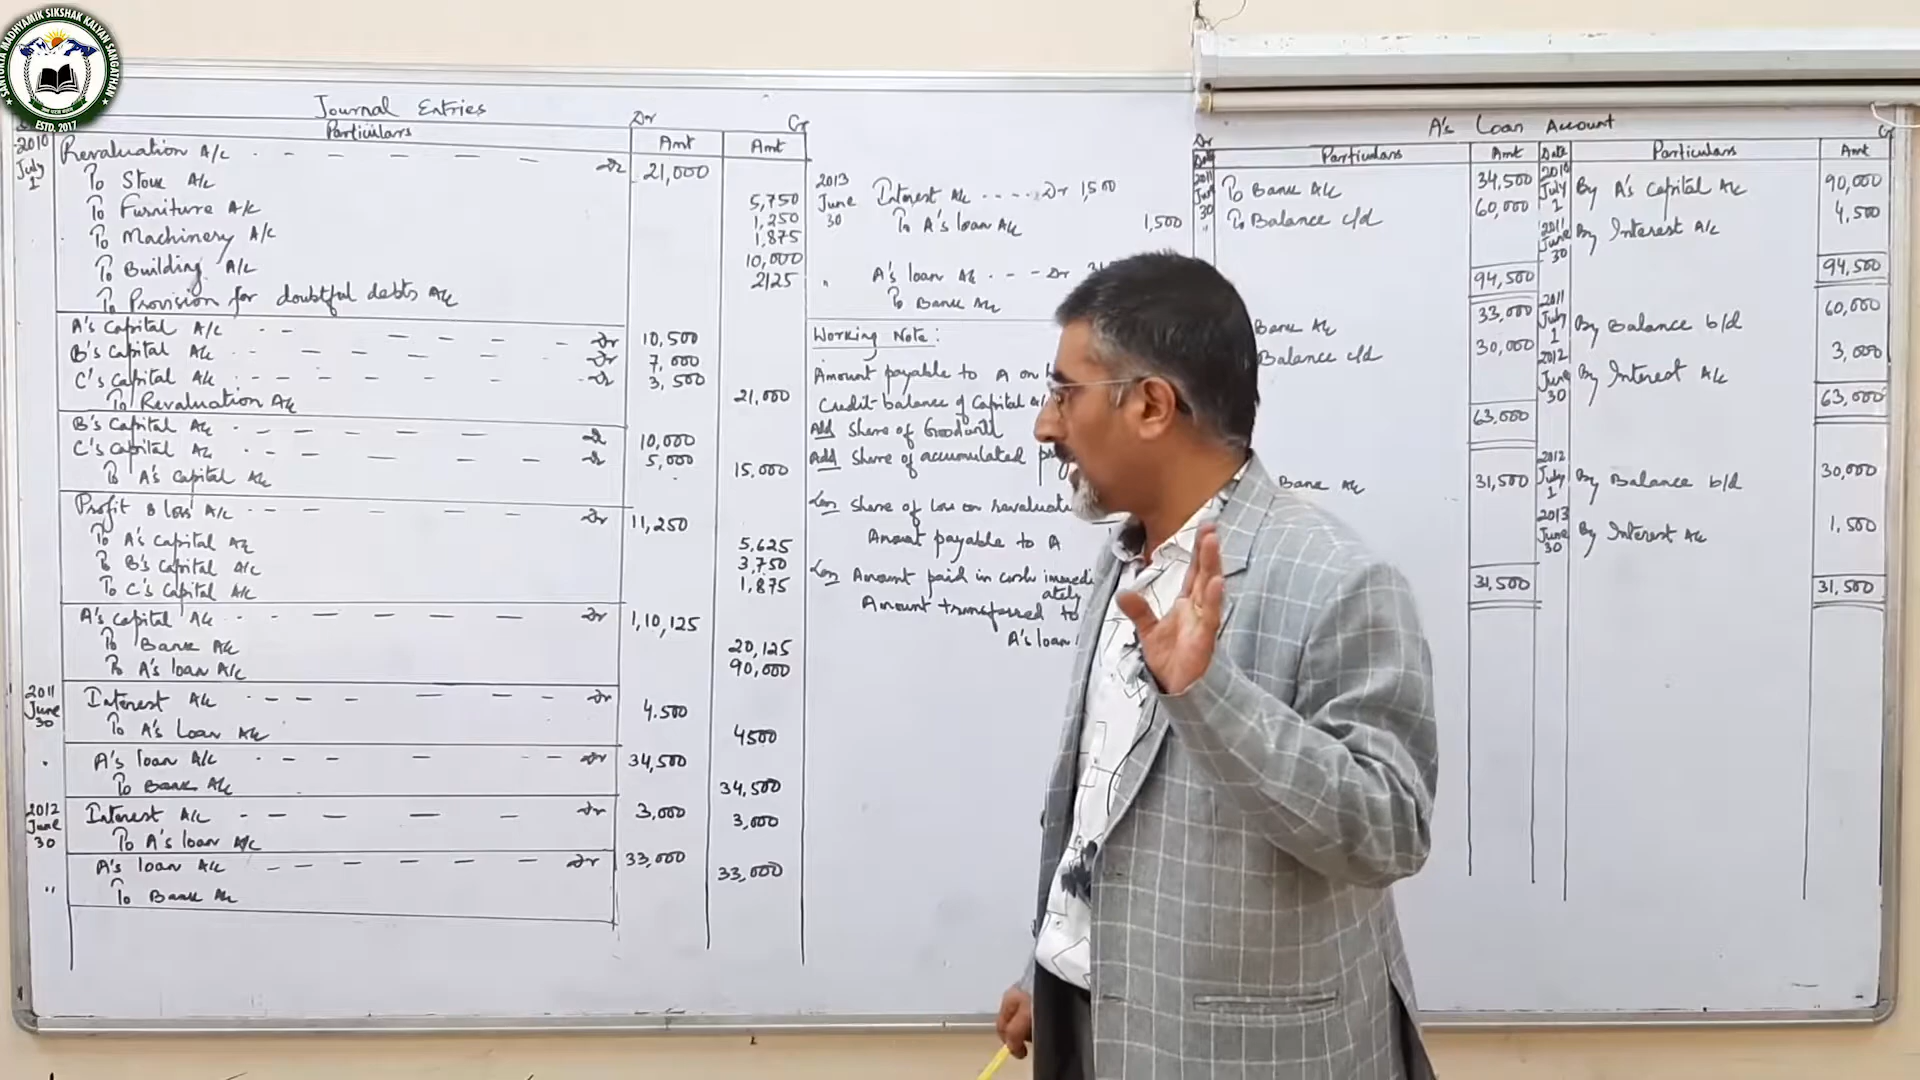 SANYUKTA MADHYAMIK SIKSHAK KALYAN SANGATHAN
ESTD. 2017
Journal Entries
Particulars
Dr
Amt
Cr
Amt
2010
July
1
Revaluation A/c Dr 21,000
To Stock A/c 5,750
To Furniture A/c 1,250
To Machinery A/c 1,875
To Building A/c 10,000
To Provision for doubtful debts A/c 2125
A's Capital A/c Dr 10,500
B's Capital A/c Dr 7,000
C's Capital A/c Dr 3,500
To Revaluation A/c 21,000
B's Capital A/c Dr 10,000
C's Capital A/c Dr 5,000
To A's Capital A/c 15,000
Profit & loss A/c Dr 11,250
To A's Capital A/c 5,625
To B's Capital A/c 3,750
To C's Capital A/c 1,875
A's Capital A/c Dr 1,10,125
To Bank A/c 20,125
To A's loan A/c 90,000
2011
June
30
Interest A/c Dr 4,500
To A's Loan A/c 4500
A's loan A/c Dr 34,500
To Bank A/c 34,500
2012
June
30
Interest A/c Dr 3,000
To A's loan A/c 3,000
" A's loan A/c Dr 33,000
To Bank A/c 33,000
2013
June
30
Interest A/c Dr 1,500
To A's loan A/c 1,500
" A's loan A/c Dr
To Bank A/c
Working Note:
Amount payable to A on
Credit balance of Capital A/c
Add Share of Goodwill
Add Share of accumulated
Less Share of Loss on revaluation
Amount payable to A
Less Amount paid in cash immediately
Amount transferred to
A's loan
A's Loan Account
Dr
Cr
Date Particulars Amt Date Particulars Amt
2011 June 30 To Bank A/c 34,500 2010 July 1 By A's Capital A/c 90,000
" To Balance c/d 60,000 2011 June 30 By Interest A/c 4,500
94,500 94,500
Bank A/c 33,000 2011 July 1 By Balance b/d 60,000
Balance c/d 30,000 2012 June 30 By Interest A/c 3,000
63,000 63,000
Bank A/c 31,500 2012 July 1 By Balance b/d 30,000
2013 June 30 By Interest A/c 1,500
31,500 31,500